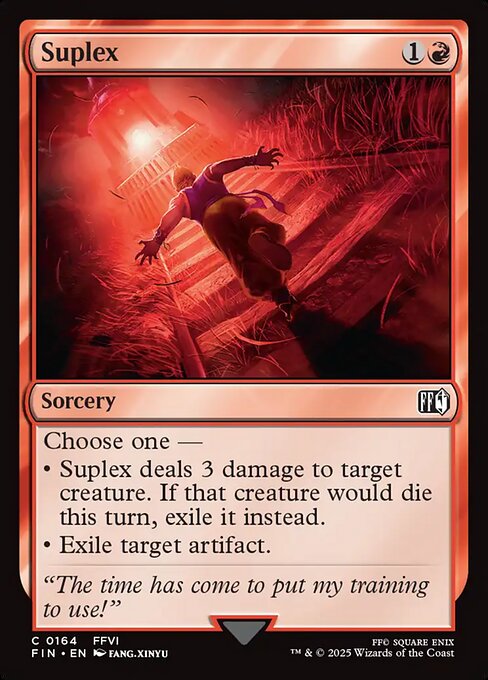 Suplex
1
Sorcery
FF
Choose one —
• Suplex deals 3 damage to target
creature. If that creature would die
this turn, exile it instead.
• Exile target artifact.
“The time has come to put my training
to use!”
C 0164 FFVI
FIN • EN FANG.XINYU
FF© SQUARE ENIX
™ & © 2025 Wizards of the Coast